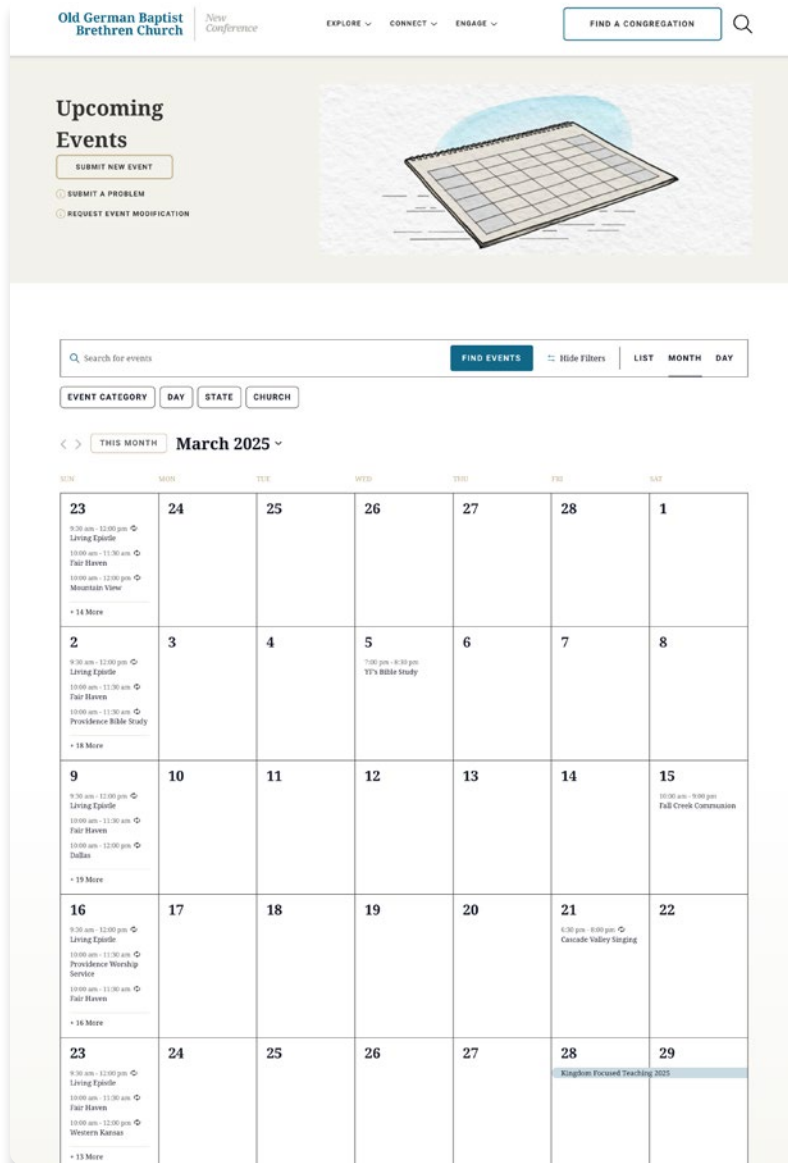 Old German Baptist
Brethren Church
New
Conference
EXPLORE
CONNECT
ENGAGE
FIND A CONGREGATION
Upcoming
Events
SUBMIT NEW EVENT
SUBMIT A PROBLEM
REQUEST EVENT MODIFICATION
Search for events
FIND EVENTS
Hide Filters
LIST
MONTH
DAY
EVENT CATEGORY
DAY
STATE
CHURCH
THIS MONTH
March 2025
SUN
MON
TUE
WED
THU
FRI
SAT
23
9:30 am - 12:00 pm
Living Epistle
10:00 am - 11:30 am
Fair Haven
10:00 am - 12:00 pm
Mountain View
+ 14 More
24
25
26
27
28
1
2
9:30 am - 12:00 pm
Living Epistle
10:00 am - 11:30 am
Fair Haven
10:00 am - 11:30 am
Providence Bible Study
+ 18 More
3
4
5
7:00 pm - 8:30 pm
YF's Bible Study
6
7
8
9
9:30 am - 12:00 pm
Living Epistle
10:00 am - 11:30 am
Fair Haven
10:00 am - 12:00 pm
Dallas
+ 19 More
10
11
12
13
14
15
10:00 am - 9:00 pm
Fall Creek Communion
16
9:30 am - 12:00 pm
Living Epistle
10:00 am - 11:30 am
Providence Worship
Service
10:00 am - 11:30 am
Fair Haven
+ 16 More
17
18
19
20
21
6:30 pm - 8:00 pm
Cascade Valley Singing
22
23
9:30 am - 12:00 pm
Living Epistle
10:00 am - 11:30 am
Fair Haven
10:00 am - 12:00 pm
Western Kansas
+ 13 More
24
25
26
27
28
29
Kingdom Focused Teaching 2025